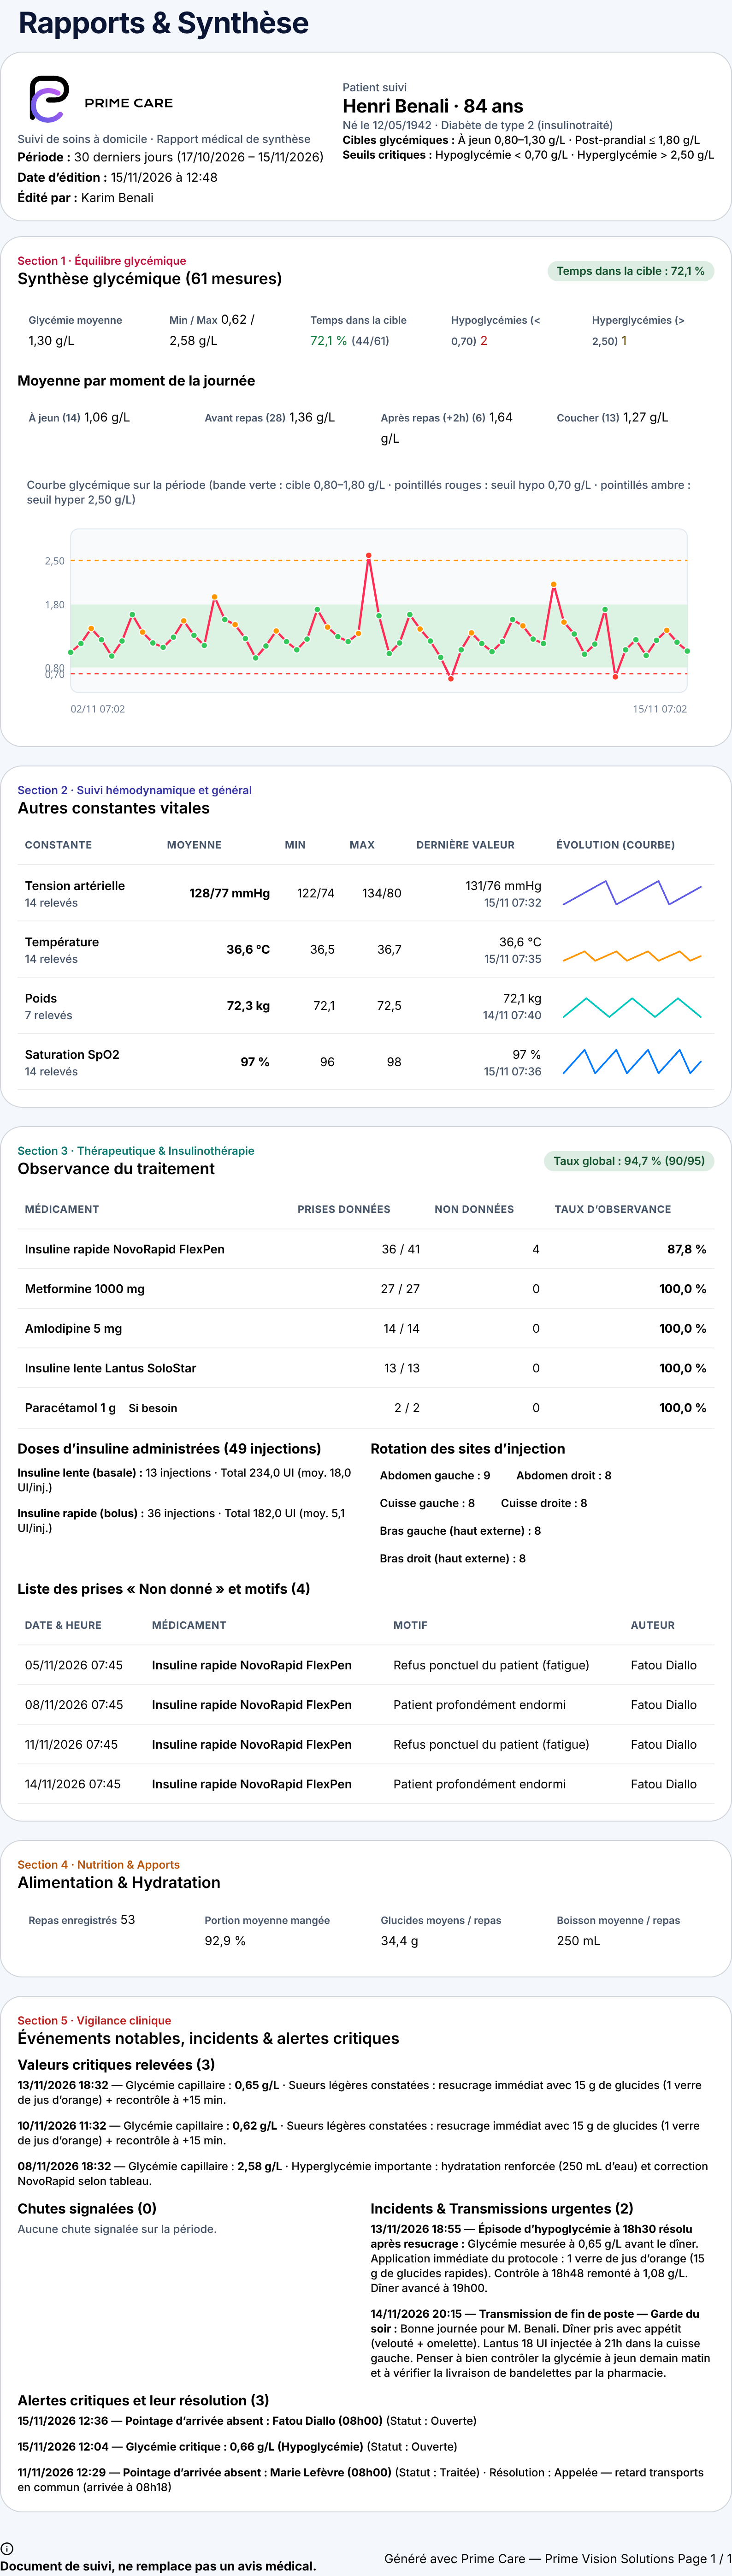 Rapports & Synthèse
PRIME CARE
Suivi de soins à domicile · Rapport médical de synthèse
Période : 30 derniers jours (17/10/2026 – 15/11/2026)
Date d’édition : 15/11/2026 à 12:48
Édité par : Karim Benali
Patient suivi
Henri Benali · 84 ans
Né le 12/05/1942 · Diabète de type 2 (insulinotraité)
Cibles glycémiques : À jeun 0,80–1,30 g/L · Post-prandial ≤ 1,80 g/L
Seuils critiques : Hypoglycémie < 0,70 g/L · Hyperglycémie > 2,50 g/L
Section 1 · Équilibre glycémique
Synthèse glycémique (61 mesures)
Temps dans la cible : 72,1 %
Glycémie moyenne
1,30 g/L
Min / Max 0,62 /
2,58 g/L
Temps dans la cible
72,1 % (44/61)
Hypoglycémies (<
0,70) 2
Hyperglycémies (>
2,50) 1
Moyenne par moment de la journée
À jeun (14) 1,06 g/L
Avant repas (28) 1,36 g/L
Après repas (+2h) (6) 1,64
g/L
Coucher (13) 1,27 g/L
Courbe glycémique sur la période (bande verte : cible 0,80–1,80 g/L · pointillés rouges : seuil hypo 0,70 g/L · pointillés ambre :
seuil hyper 2,50 g/L)
2,50
1,80
0,80
0,70
02/11 07:02
15/11 07:02
Section 2 · Suivi hémodynamique et général
Autres constantes vitales
CONSTANTE MOYENNE MIN MAX DERNIÈRE VALEUR ÉVOLUTION (COURBE)
Tension artérielle 128/77 mmHg 122/74 134/80 131/76 mmHg
14 relevés 15/11 07:32
Température 36,6 °C 36,5 36,7 36,6 °C
14 relevés 15/11 07:35
Poids 72,3 kg 72,1 72,5 72,1 kg
7 relevés 14/11 07:40
Saturation SpO2 97 % 96 98 97 %
14 relevés 15/11 07:36
Section 3 · Thérapeutique & Insulinothérapie
Observance du traitement
Taux global : 94,7 % (90/95)
MÉDICAMENT PRISES DONNÉES NON DONNÉES TAUX D’OBSERVANCE
Insuline rapide NovoRapid FlexPen 36 / 41 4 87,8 %
Metformine 1000 mg 27 / 27 0 100,0 %
Amlodipine 5 mg 14 / 14 0 100,0 %
Insuline lente Lantus SoloStar 13 / 13 0 100,0 %
Paracétamol 1 g Si besoin 2 / 2 0 100,0 %
Doses d’insuline administrées (49 injections)
Insuline lente (basale) : 13 injections · Total 234,0 UI (moy. 18,0
UI/inj.)
Insuline rapide (bolus) : 36 injections · Total 182,0 UI (moy. 5,1
UI/inj.)
Rotation des sites d’injection
Abdomen gauche : 9 Abdomen droit : 8
Cuisse gauche : 8 Cuisse droite : 8
Bras gauche (haut externe) : 8
Bras droit (haut externe) : 8
Liste des prises « Non donné » et motifs (4)
DATE & HEURE MÉDICAMENT MOTIF AUTEUR
05/11/2026 07:45 Insuline rapide NovoRapid FlexPen Refus ponctuel du patient (fatigue) Fatou Diallo
08/11/2026 07:45 Insuline rapide NovoRapid FlexPen Patient profondément endormi Fatou Diallo
11/11/2026 07:45 Insuline rapide NovoRapid FlexPen Refus ponctuel du patient (fatigue) Fatou Diallo
14/11/2026 07:45 Insuline rapide NovoRapid FlexPen Patient profondément endormi Fatou Diallo
Section 4 · Nutrition & Apports
Alimentation & Hydratation
Repas enregistrés 53
Portion moyenne mangée
92,9 %
Glucides moyens / repas
34,4 g
Boisson moyenne / repas
250 mL
Section 5 · Vigilance clinique
Événements notables, incidents & alertes critiques
Valeurs critiques relevées (3)
13/11/2026 18:32 — Glycémie capillaire : 0,65 g/L · Sueurs légères constatées : resucrage immédiat avec 15 g de glucides (1 verre
de jus d’orange) + recontrôle à +15 min.
10/11/2026 11:32 — Glycémie capillaire : 0,62 g/L · Sueurs légères constatées : resucrage immédiat avec 15 g de glucides (1 verre
de jus d’orange) + recontrôle à +15 min.
08/11/2026 18:32 — Glycémie capillaire : 2,58 g/L · Hyperglycémie importante : hydratation renforcée (250 mL d’eau) et correction
NovoRapid selon tableau.
Chutes signalées (0)
Aucune chute signalée sur la période.
Incidents & Transmissions urgentes (2)
13/11/2026 18:55 — Épisode d’hypoglycémie à 18h30 résolu
après resucrage : Glycémie mesurée à 0,65 g/L avant le dîner.
Application immédiate du protocole : 1 verre de jus d’orange (15
g de glucides rapides). Contrôle à 18h48 remonté à 1,08 g/L.
Dîner avancé à 19h00.
14/11/2026 20:15 — Transmission de fin de poste — Garde du
soir : Bonne journée pour M. Benali. Dîner pris avec appétit
(velouté + omelette). Lantus 18 UI injectée à 21h dans la cuisse
gauche. Penser à bien contrôler la glycémie à jeun demain matin
et à vérifier la livraison de bandelettes par la pharmacie.
Alertes critiques et leur résolution (3)
15/11/2026 12:36 — Pointage d’arrivée absent : Fatou Diallo (08h00) (Statut : Ouverte)
15/11/2026 12:04 — Glycémie critique : 0,66 g/L (Hypoglycémie) (Statut : Ouverte)
11/11/2026 12:29 — Pointage d’arrivée absent : Marie Lefèvre (08h00) (Statut : Traitée) · Résolution : Appelée — retard transports
en commun (arrivée à 08h18)
Document de suivi, ne remplace pas un avis médical.
Généré avec Prime Care — Prime Vision Solutions Page 1 / 1